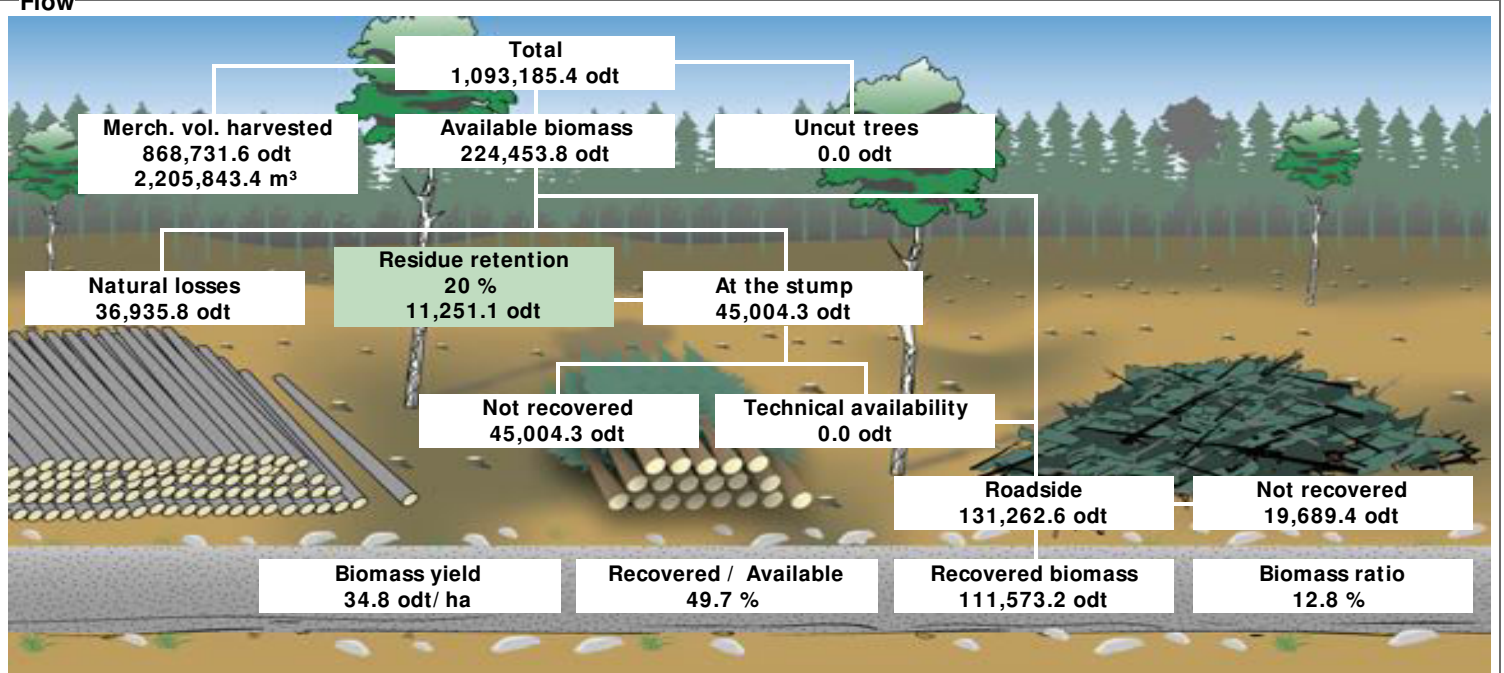 Flow
Total
1,093,185.4 odt
Merch. vol. harvested
868,731.6 odt
2,205,843.4 m³
Available biomass
224,453.8 odt
Uncut trees
0.0 odt
Natural losses
36,935.8 odt
Residue retention
20 %
11,251.1 odt
At the stump
45,004.3 odt
Not recovered
45,004.3 odt
Technical availability
0.0 odt
Roadside
131,262.6 odt
Not recovered
19,689.4 odt
Biomass yield
34.8 odt/ ha
Recovered / Available
49.7 %
Recovered biomass
111,573.2 odt
Biomass ratio
12.8 %